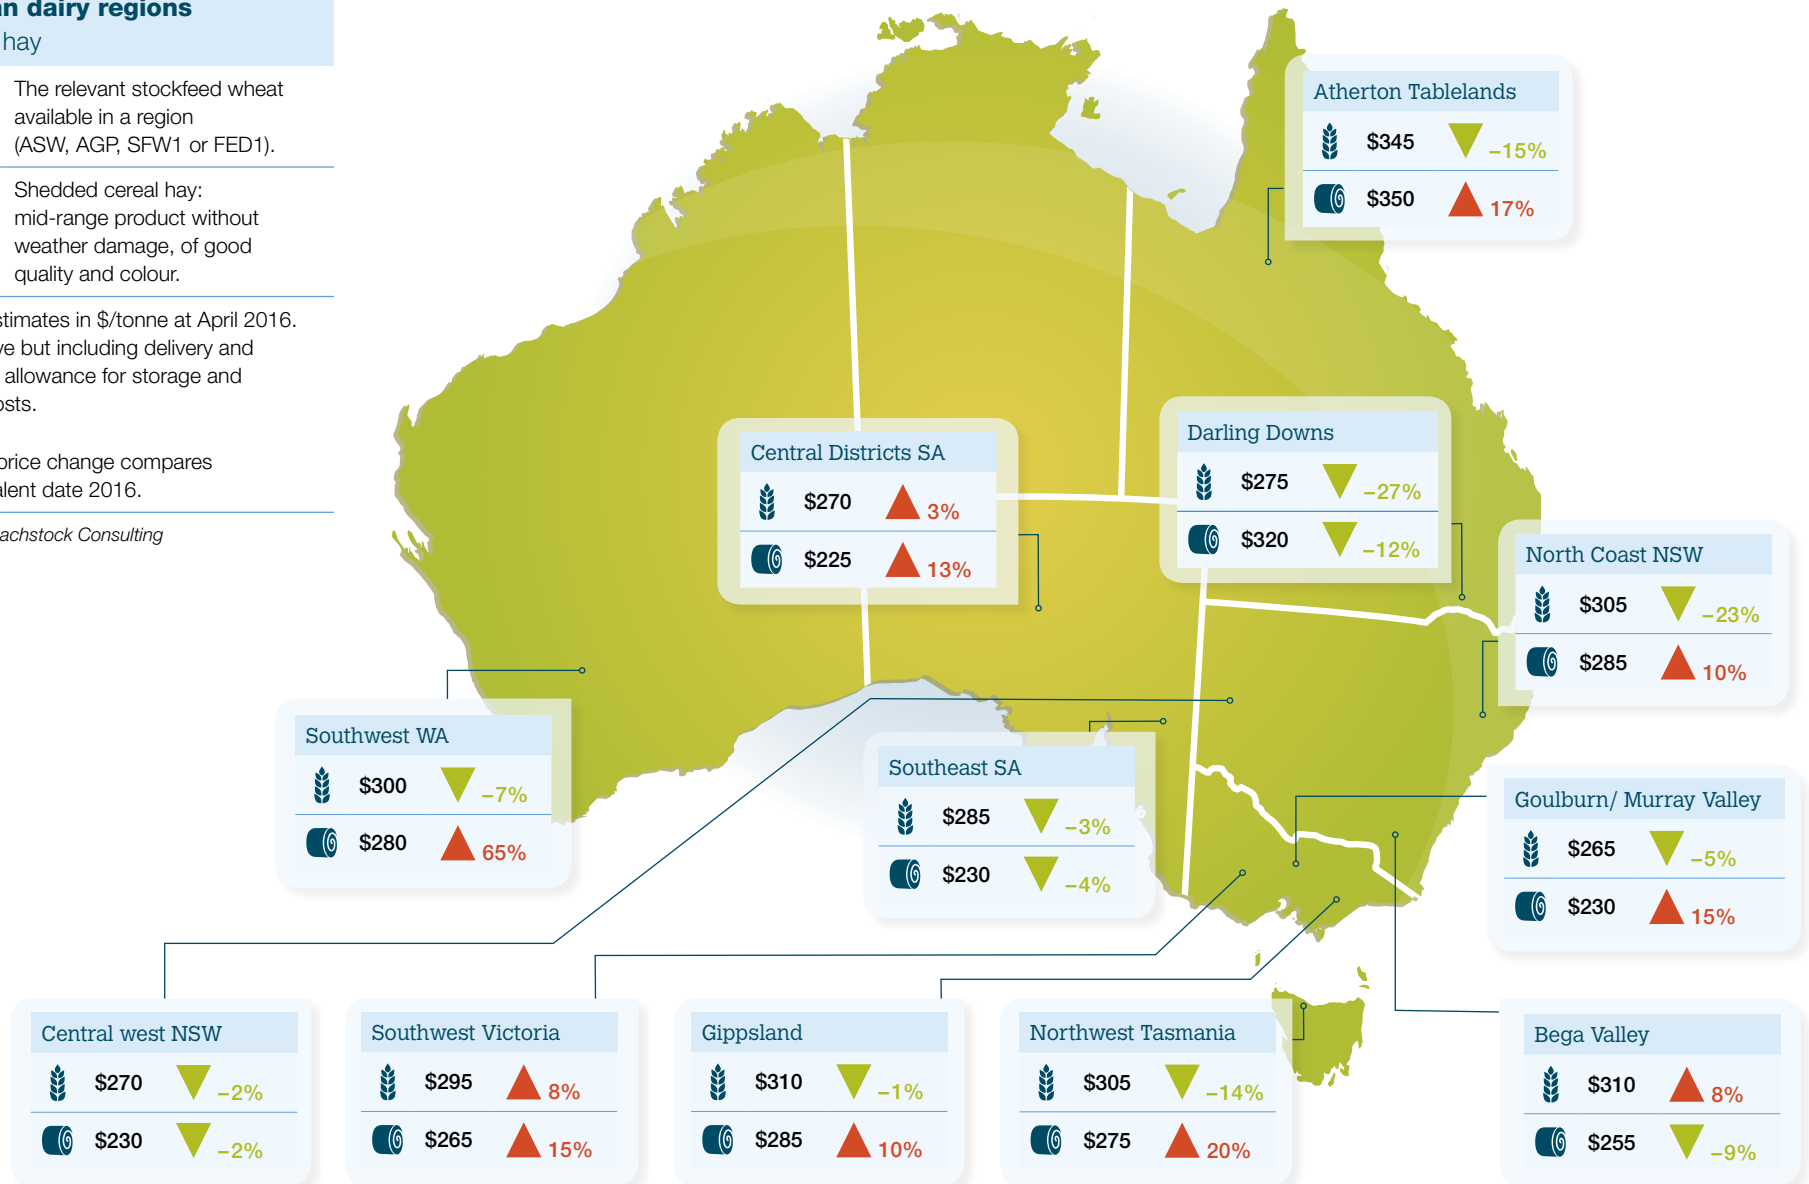 dairy regions
hay
The relevant stockfeed wheat
available in a region
(ASW, AGP, SFW1 or FED1).
Shedded cereal hay:
mid-range product without
weather damage, of good
quality and colour.
in $/tonne at April 2016.
but including delivery and
allowance for storage and
price change compares
date 2016.
Consulting
Atherton Tablelands
$345 –15%
$350 17%
Central Districts SA
$270 3%
$225 13%
Darling Downs
$275 –27%
$320 –12%
North Coast NSW
$305 –23%
$285 10%
Southwest WA
$300 –7%
$280 65%
Southeast SA
$285 –3%
$230 –4%
Goulburn/ Murray Valley
$265 –5%
$230 15%
Central west NSW
$270 –2%
$230 –2%
Southwest Victoria
$295 8%
$265 15%
Gippsland
$310 –1%
$285 10%
Northwest Tasmania
$305 –14%
$275 20%
Bega Valley
$310 8%
$255 –9%